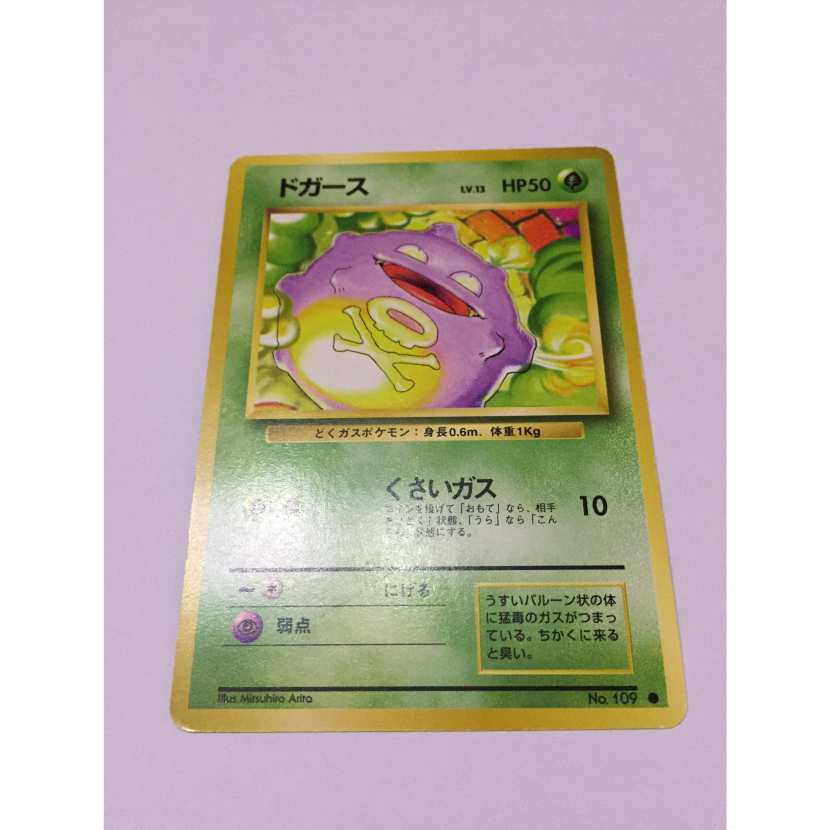 ドガース LV.13 HP50
どくガスポケモン：身長0.6m、体重1Kg
くさいガス 10
コインを投げて「おもて」なら、相手
をどく」状態、「うら」なら「こん
状態にする。
にげる
弱点
うすいバルーン状の体
に猛毒のガスがつまっ
ている。ちかくに来る
と臭い。
Illus. Mitsuhiro Arita
No. 109